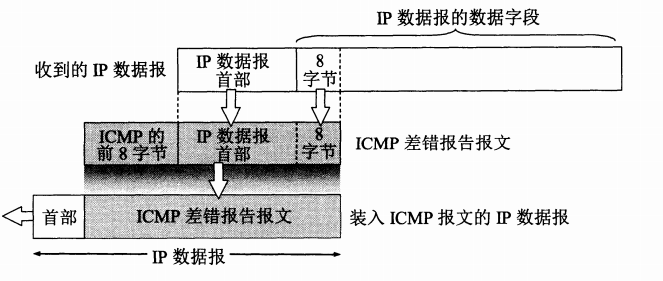 IP 数据报的数据字段
收到的 IP 数据报
IP 数据报
首部
8
字节
ICMP 的
前 8 字节
IP 数据报
首部
8
字节
ICMP 差错报告报文
首部
ICMP 差错报告报文
装入 ICMP 报文的 IP 数据报
IP 数据报